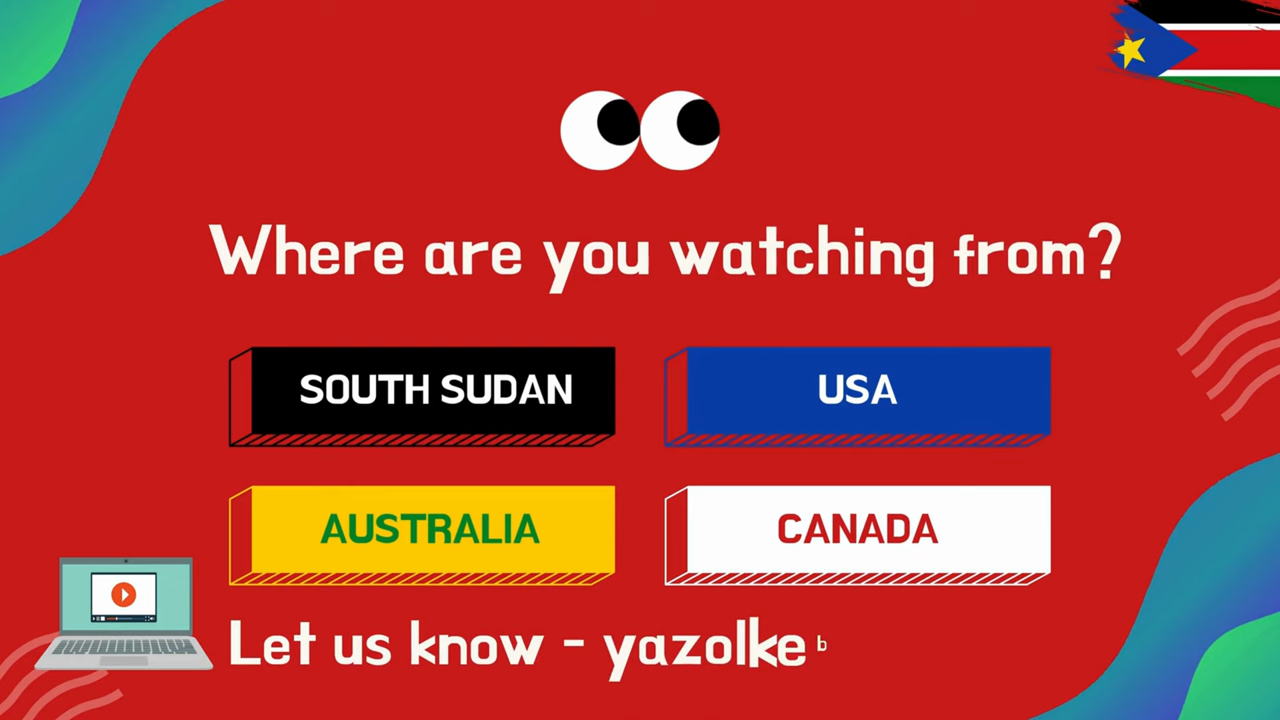 Where are you watching from?
SOUTH SUDAN
USA
AUSTRALIA
CANADA
Let us know - yazolke b